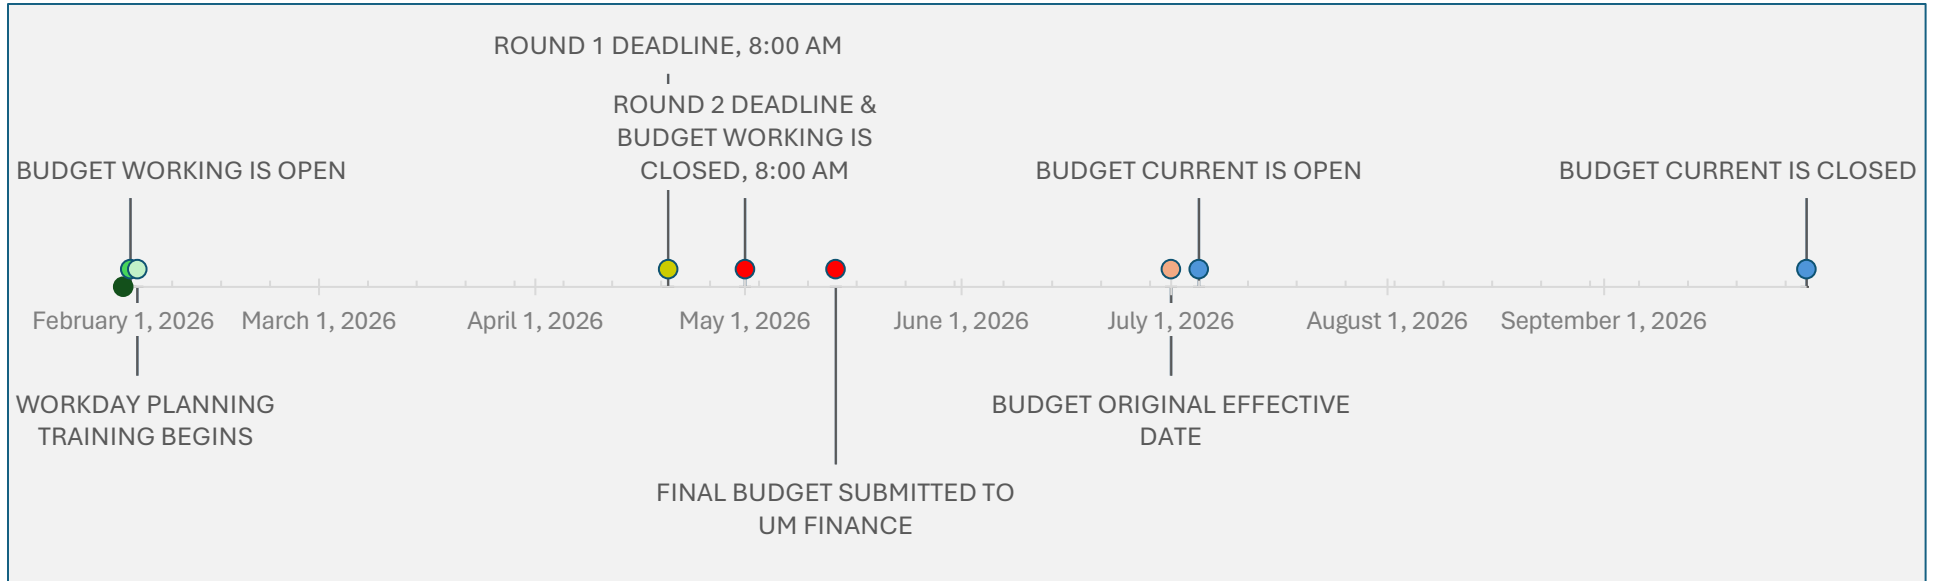 ROUND 1 DEADLINE, 8:00 AM
ROUND 2 DEADLINE &
BUDGET WORKING IS
CLOSED, 8:00 AM
BUDGET WORKING IS OPEN
BUDGET CURRENT IS OPEN
BUDGET CURRENT IS CLOSED
February 1, 2026
March 1, 2026
April 1, 2026
May 1, 2026
June 1, 2026
July 1, 2026
August 1, 2026
September 1, 2026
WORKDAY PLANNING
TRAINING BEGINS
BUDGET ORIGINAL EFFECTIVE
DATE
FINAL BUDGET SUBMITTED TO
UM FINANCE